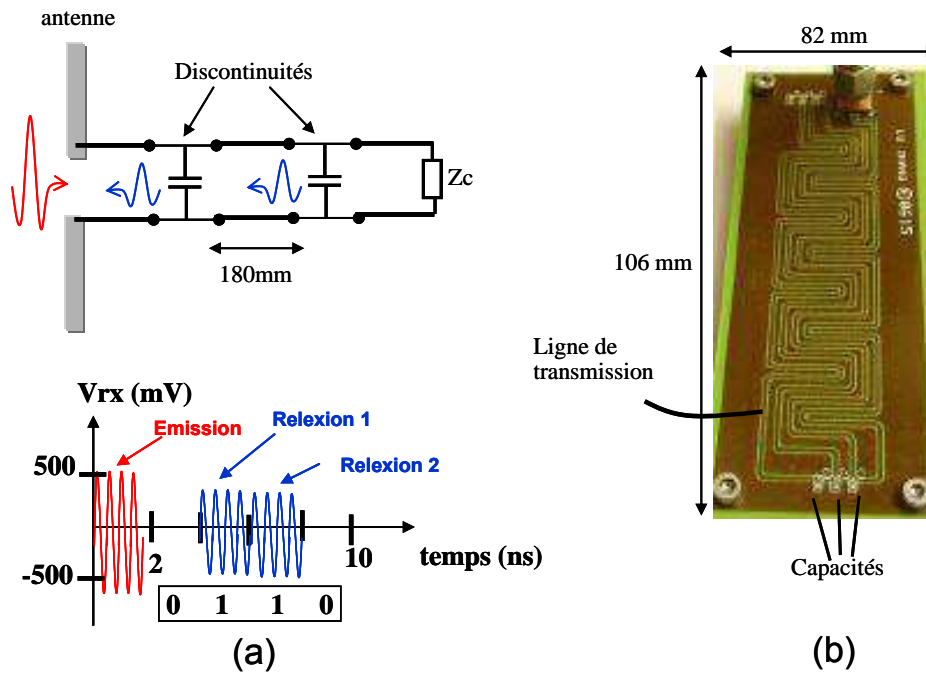 antenne
Discontinuités
Zc
180mm
Vrx (mV)
Emission
Relexion 1
Relexion 2
500
-500
2
10
temps (ns)
0 1 1 0
(a)
82 mm
106 mm
Ligne de
transmission
Capacités
(b)